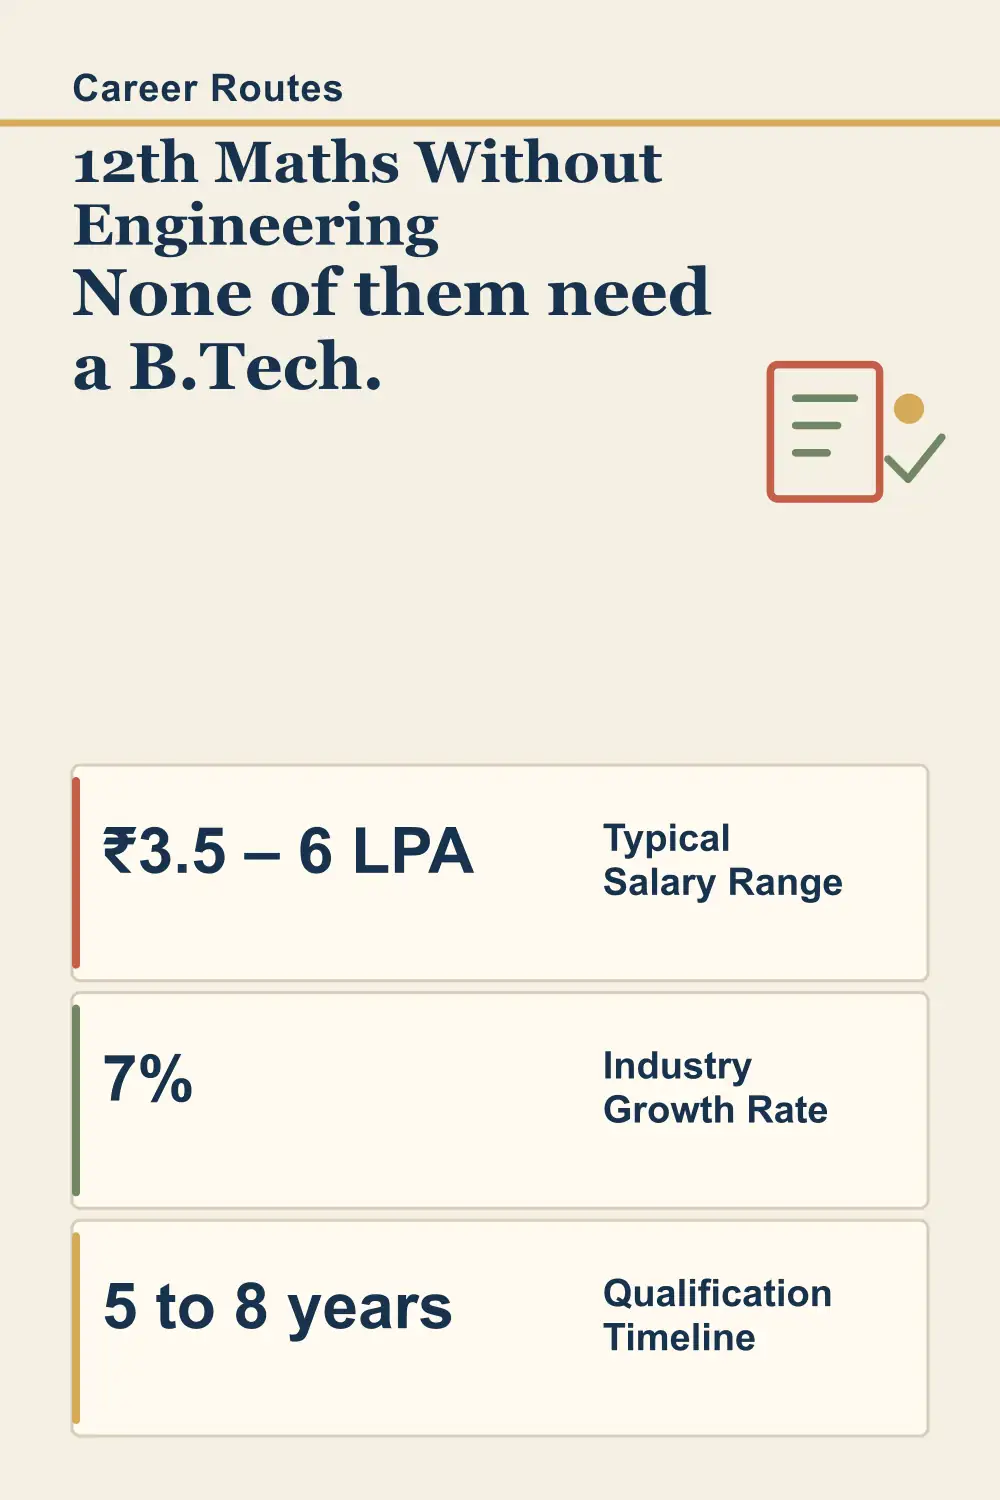 Career Routes
12th Maths Without
Engineering
None of them need
a B.Tech.
₹3.5 – 6 LPA
Typical
Salary Range
7%
Industry
Growth Rate
5 to 8 years
Qualification
Timeline